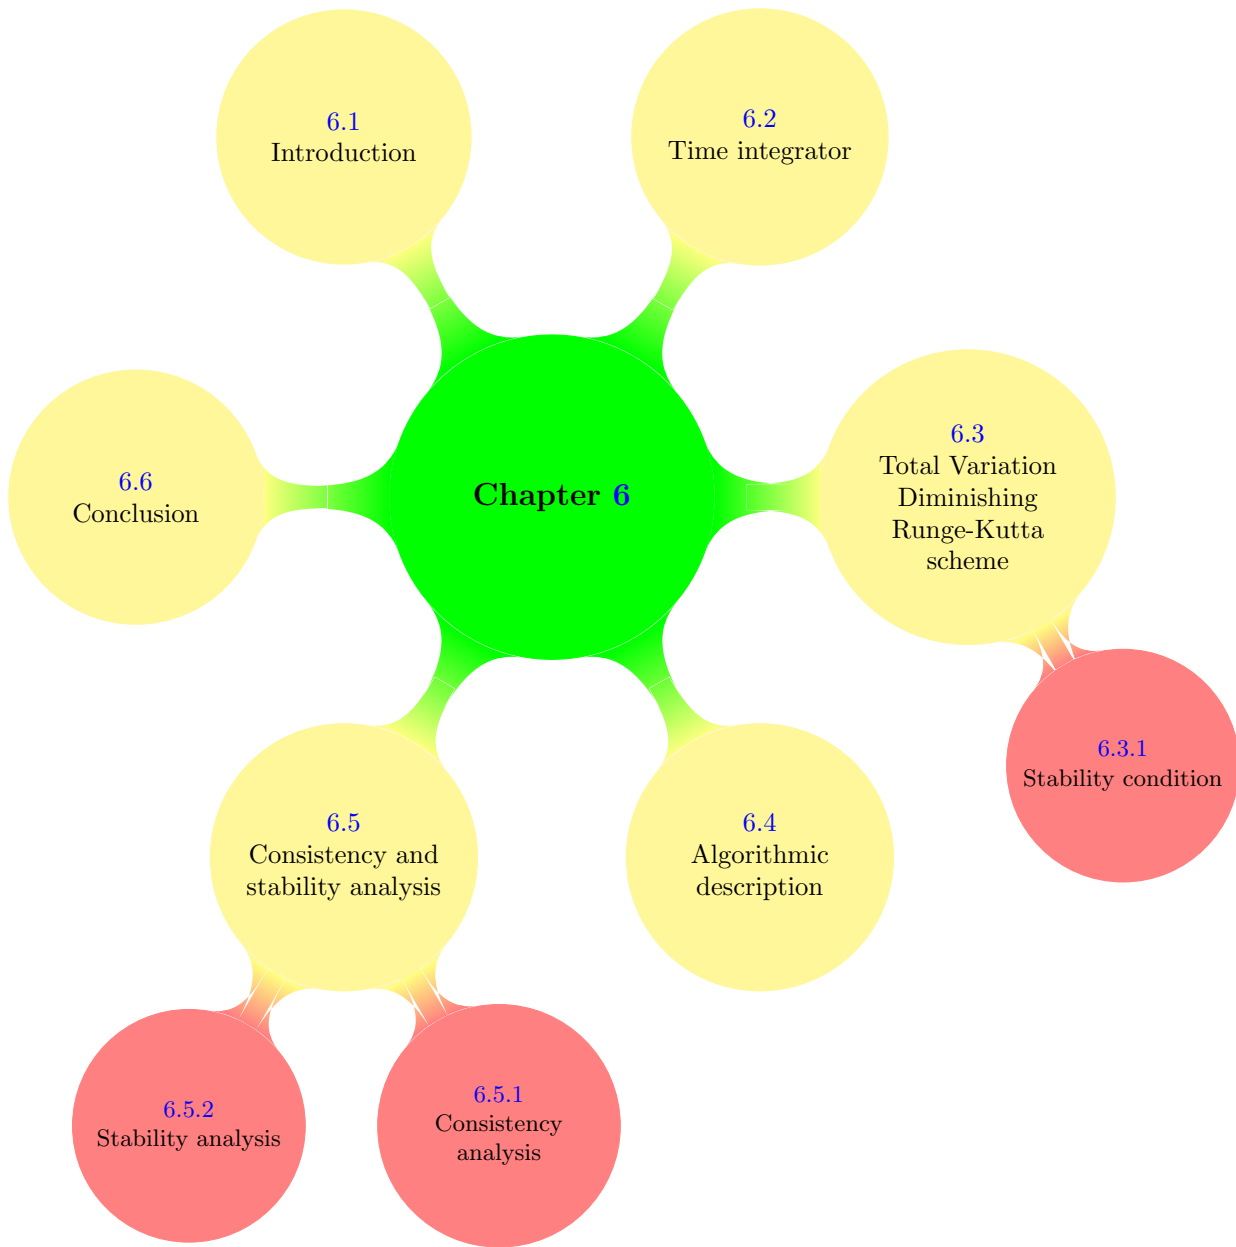 6.1
Introduction
6.2
Time integrator
6.3
Total Variation
Diminishing
Runge-Kutta
scheme
6.6
Conclusion
Chapter 6
6.3.1
Stability condition
6.5
Consistency and
stability analysis
6.4
Algorithmic
description
6.5.2
Stability analysis
6.5.1
Consistency
analysis